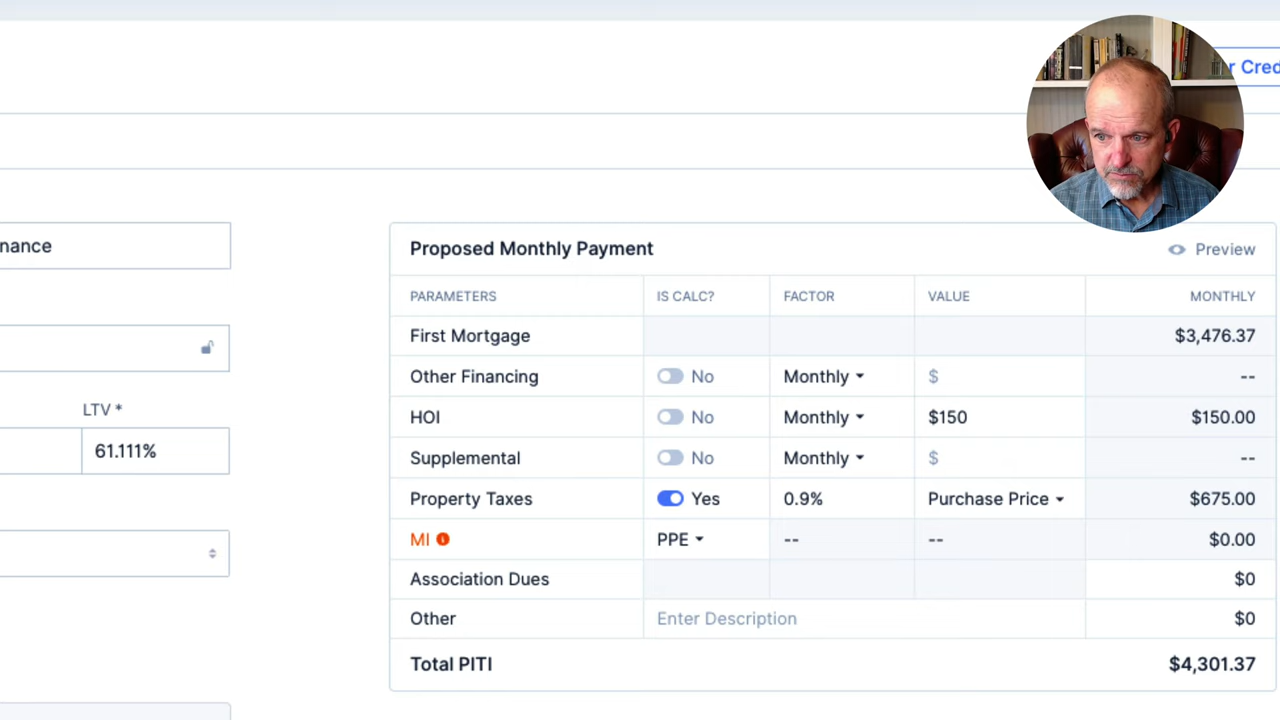 r Cred
nance
Proposed Monthly Payment
Preview
PARAMETERS IS CALC? FACTOR VALUE MONTHLY
First Mortgage $3,476.37
Other Financing No Monthly $ --
HOI No Monthly $150 $150.00
LTV *
61.111%
Supplemental No Monthly $ --
Property Taxes Yes 0.9% Purchase Price $675.00
MI PPE -- -- $0.00
Association Dues $0
Other Enter Description $0
Total PITI $4,301.37